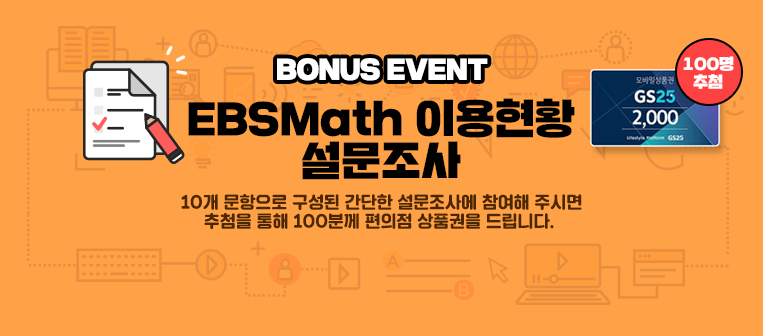 BONUS EVENT
EBSMath 이용현황
설문조사
10개 문항으로 구성된 간단한 설문조사에 참여해 주시면
추첨을 통해 100분께 편의점 상품권을 드립니다.
100명
추첨
모바일상품권
GS25
2,000
Lifestyle Platform GS25
A
B